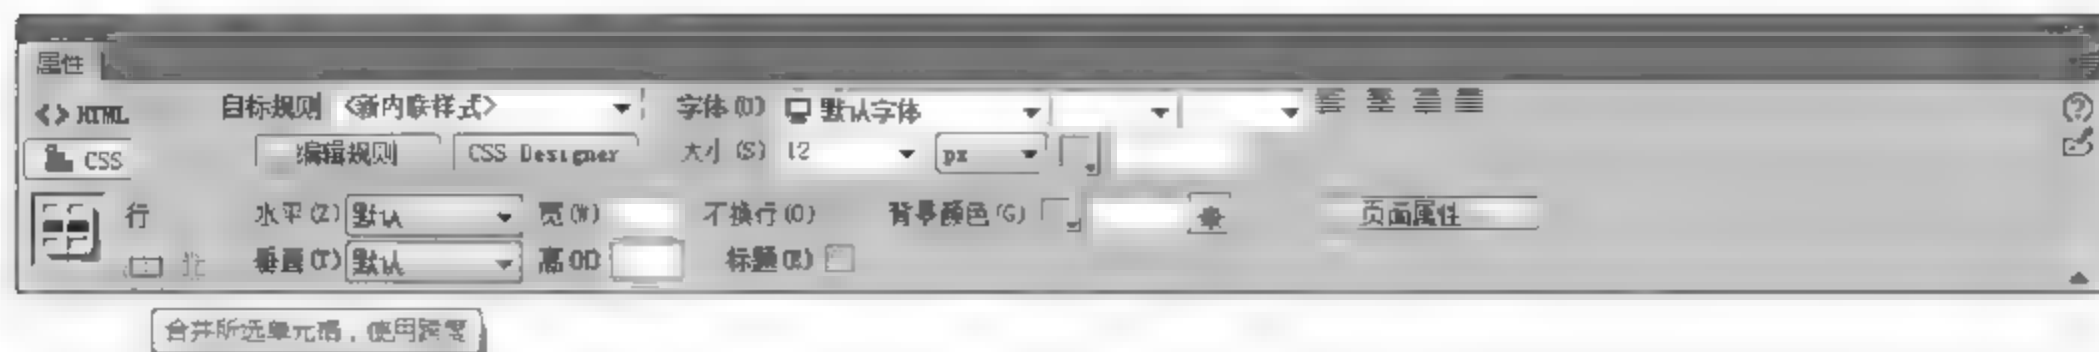 属性
<> HTML 目标规则 <新内联样式> 字体(O) 默认字体
CSS 编辑规则 CSS Designer 大小(S) 12 px
行 水平(Z) 默认 宽(W) 不换行(O) 背景颜色(G) 页面属性
垂直(T) 默认 高(H) 标题(E)
合并所选单元格，使用跨度